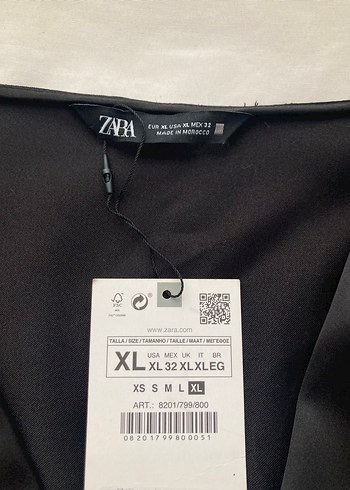 ZARA
EUR XL USA XL MEX 32
MADE IN MOROCCO
FSC
www.zara.com
TALLA / SIZE / TAMANHO / TAILLE / MAAT / ΜΕΓΕΘΟΣ
XL
USA MEX UK IT BR
XL 32 XL XL EG
XS S M L XL
ART.: 8201/799/800
08201799800051